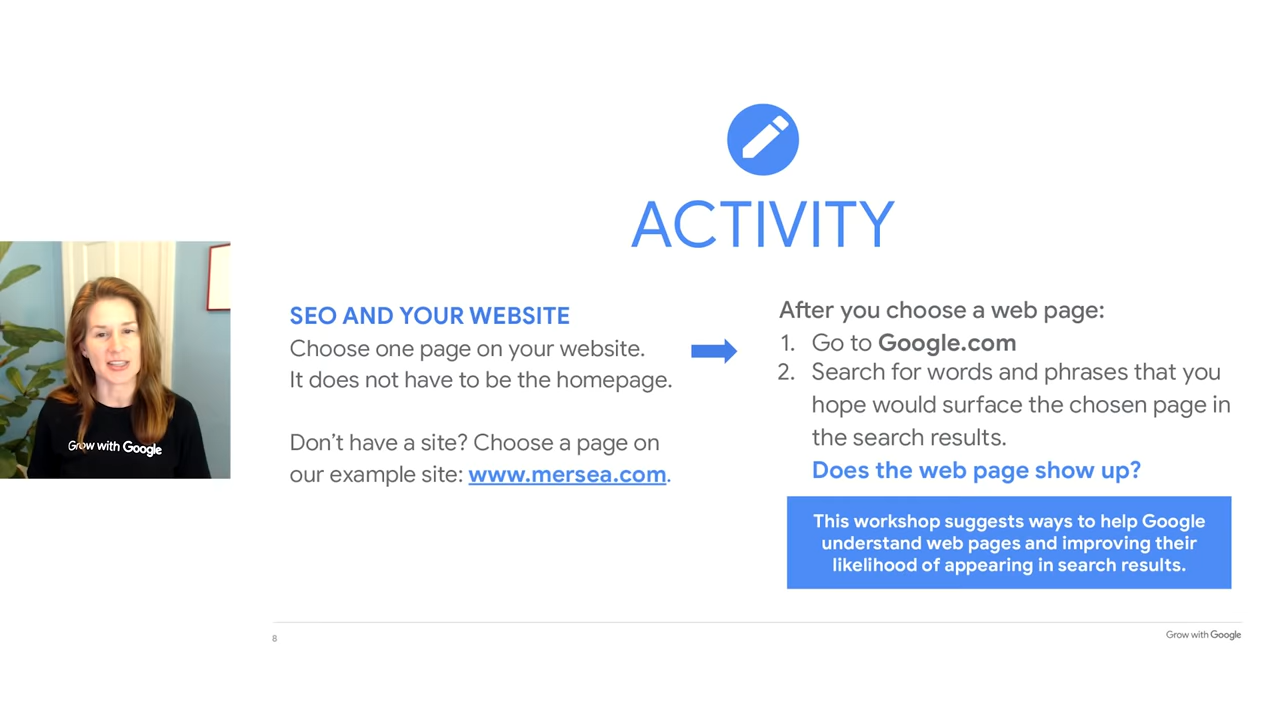 ACTIVITY
SEO AND YOUR WEBSITE
Choose one page on your website.
It does not have to be the homepage.
Don't have a site? Choose a page on
our example site: www.mersea.com.
After you choose a web page:
1. Go to Google.com
2. Search for words and phrases that you
hope would surface the chosen page in
the search results.
Does the web page show up?
This workshop suggests ways to help Google
understand web pages and improving their
likelihood of appearing in search results.
Grow with Google
8
Grow with Google